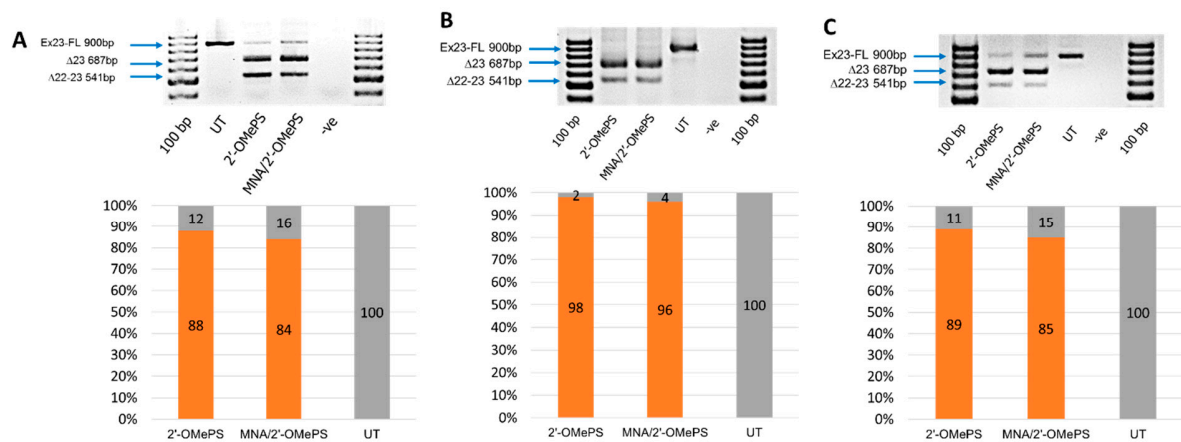 A
Ex23-FL 900bp
Δ23 687bp
Δ22-23 541bp
100 bp
UT
2'-OMePS
MNA/2'-OMePS
-ve
100 bp
100%
90%
80%
70%
60%
50%
40%
30%
20%
10%
0%
12
16
88
84
100
2'-OMePS MNA/2'-OMePS UT
B
Ex23-FL 900bp
Δ23 687bp
Δ22-23 541bp
100 bp
2'-OMePS
MNA/2'-OMePS
UT
-ve
100 bp
100%
90%
80%
70%
60%
50%
40%
30%
20%
10%
0%
2
4
98
96
100
2'-OMePS MNA/2'-OMePS UT
C
Ex23-FL 900bp
Δ23 687bp
Δ22-23 541bp
100 bp
2'-OMePS
MNA/2'-OMePS
UT
-ve
100 bp
100%
90%
80%
70%
60%
50%
40%
30%
20%
10%
0%
11
15
89
85
100
2'-OMePS MNA/2'-OMePS UT